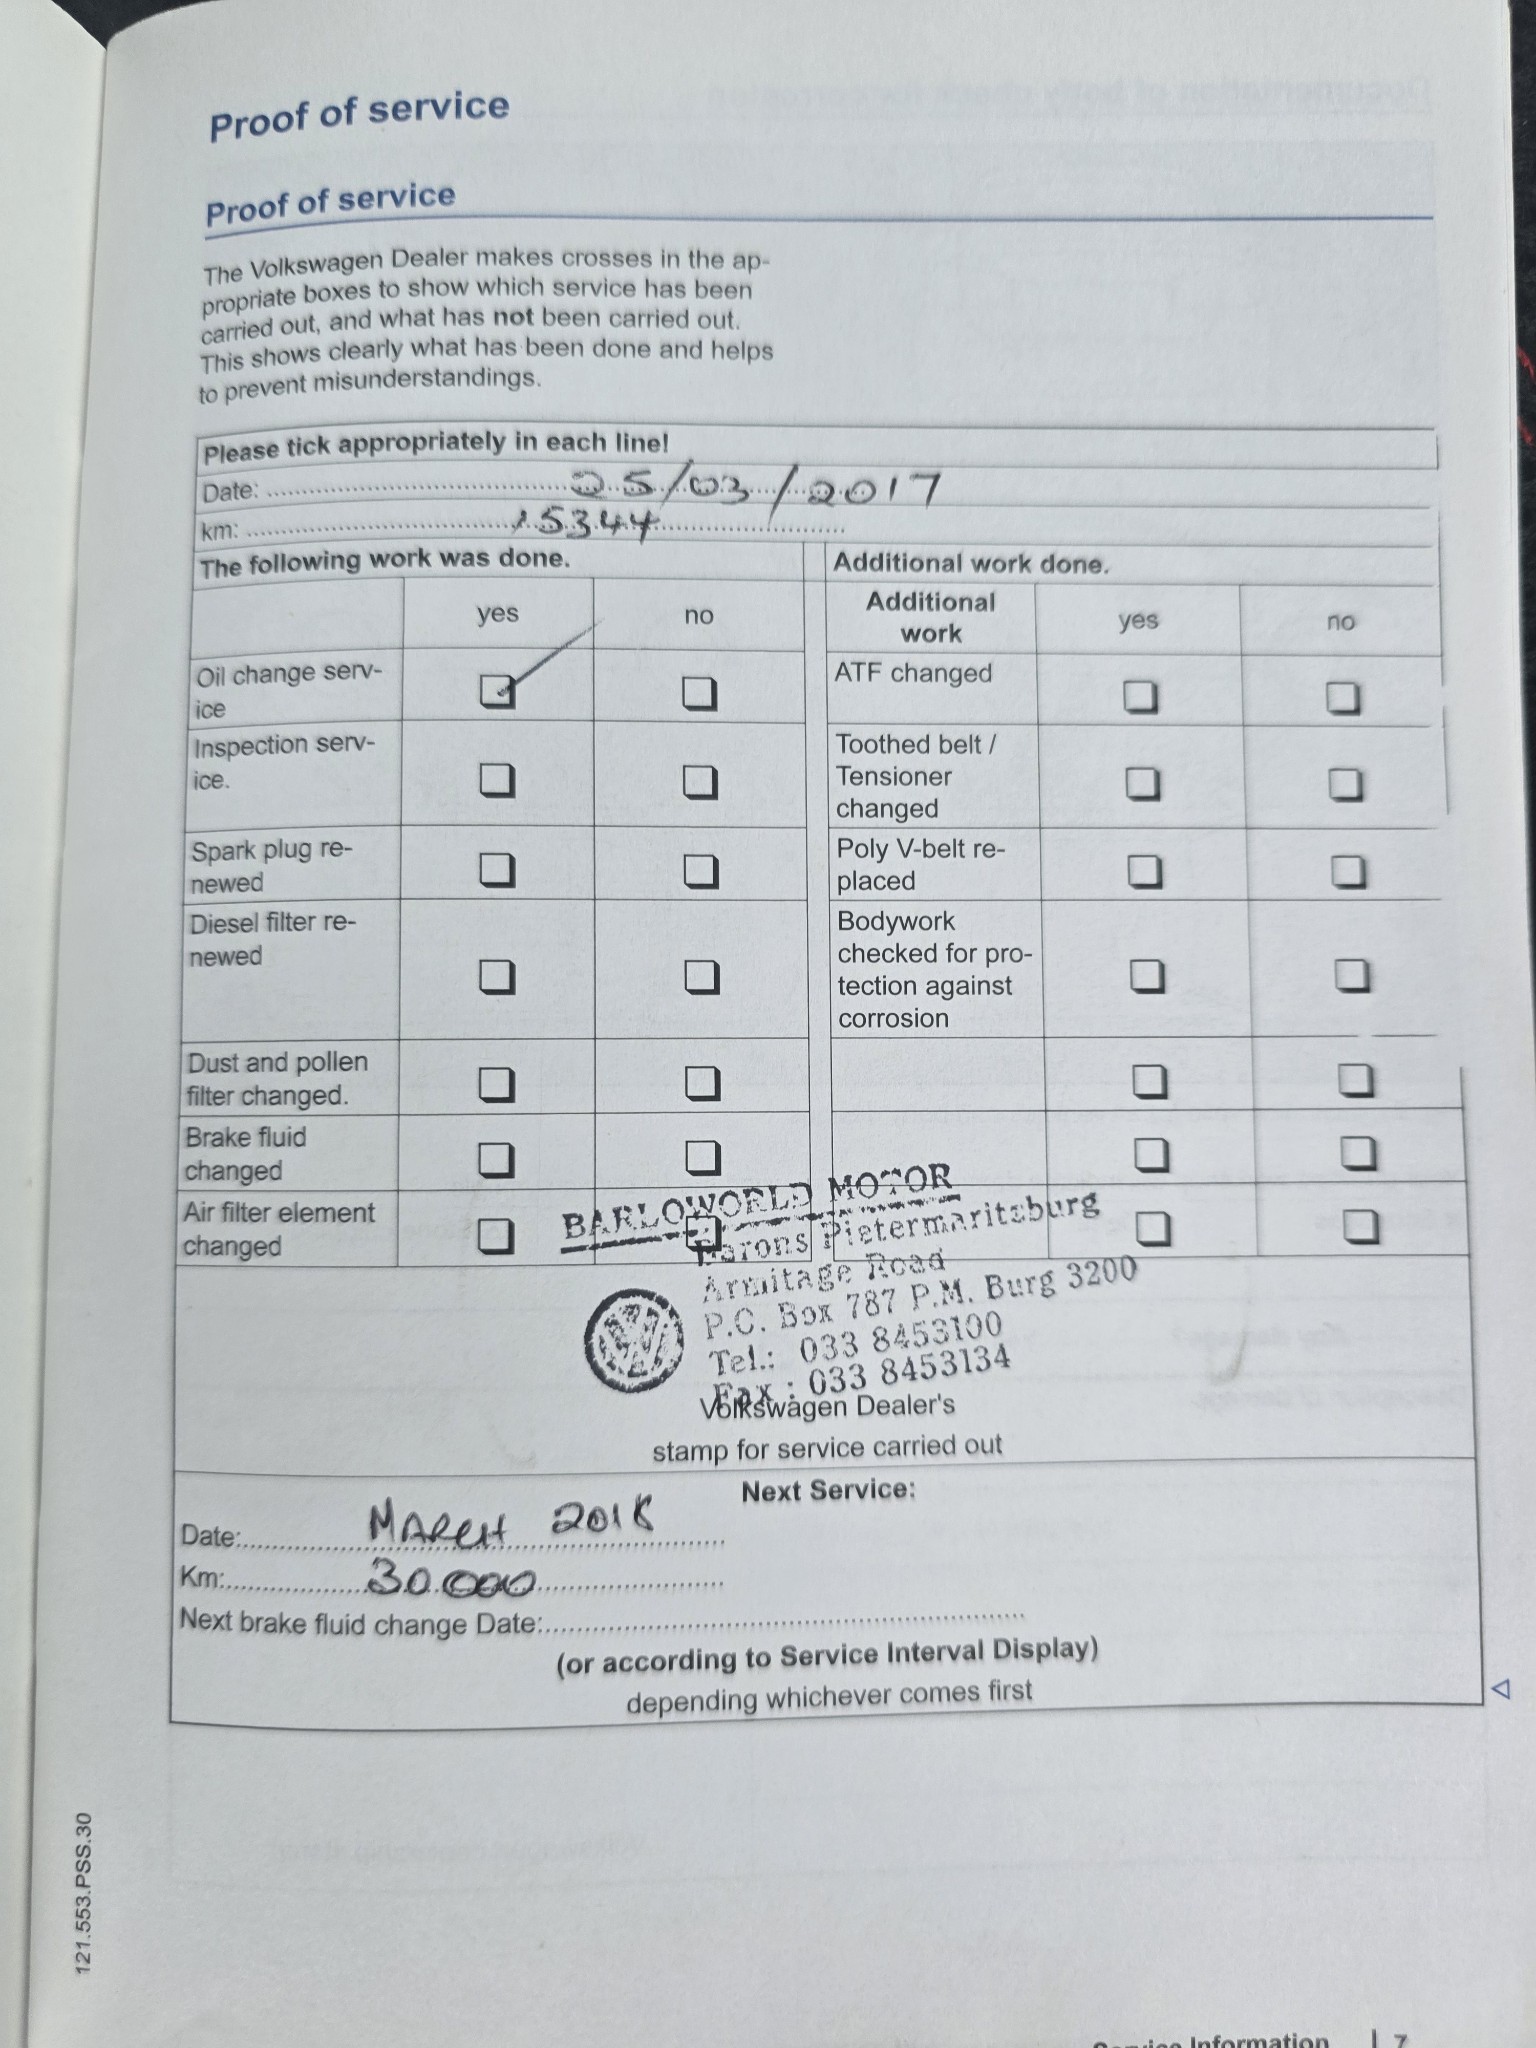 Proof of service
Proof of service
The Volkswagen Dealer makes crosses in the ap-
propriate boxes to show which service has been
carried out, and what has not been carried out.
This shows clearly what has been done and helps
to prevent misunderstandings.
Please tick appropriately in each line!
Date: 25/03/2017
km: 15344
The following work was done. Additional work done.
yes no Additional work yes no
Oil change serv-
ice
ATF changed
Inspection serv-
ice.
Toothed belt /
Tensioner
changed
Spark plug re-
newed
Poly V-belt re-
placed
Diesel filter re-
newed
Bodywork
checked for pro-
tection against
corrosion
Dust and pollen
filter changed.
Brake fluid
changed
Air filter element
changed
BARLOWORLD MOTOR
Barons Pietermaritzburg
Armitage Road
P.O. Box 787 P.M. Burg 3200
Tel.: 033 8453100
Fax : 033 8453134
Volkswagen Dealer's
stamp for service carried out
Next Service:
Date: MARCH 2018
Km: 30.000
Next brake fluid change Date:
(or according to Service Interval Display)
depending whichever comes first
121.553.PSS.30
Service Information 7